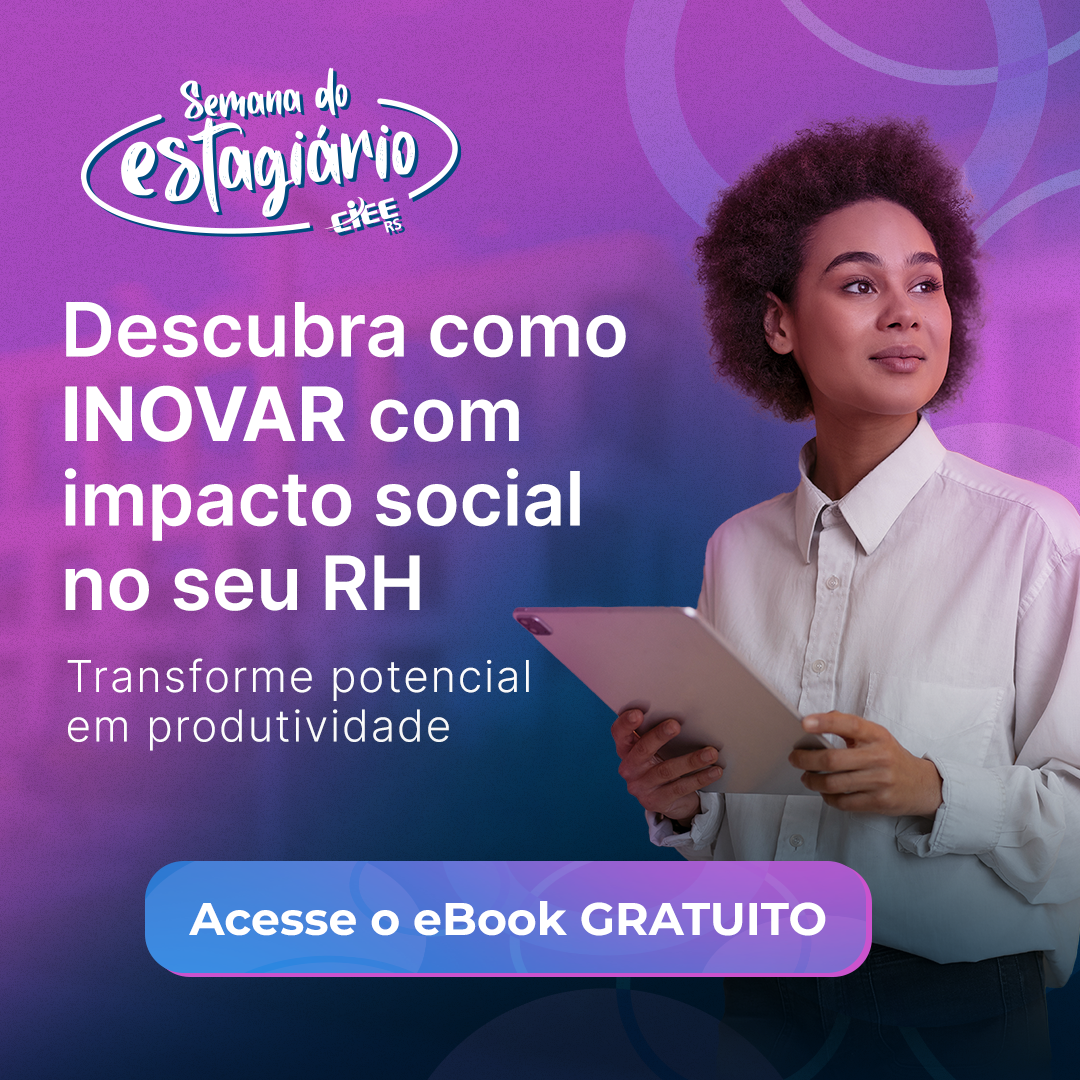 Semana do
estagiário
CIEE
RS
Descubra como
INOVAR com
impacto social
no seu RH
Transforme potencial
em produtividade
Acesse o eBook GRATUITO